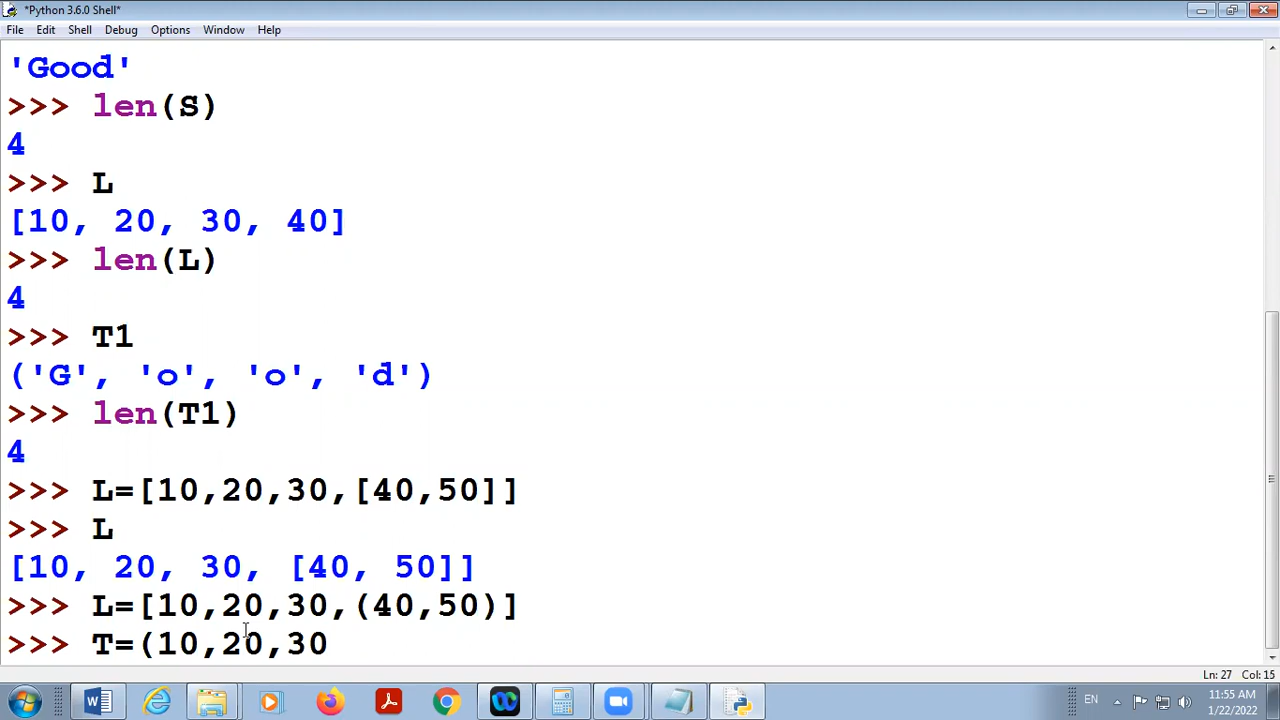 *Python 3.6.0 Shell*
File Edit Shell Debug Options Window Help
'Good'
>>> len(S)
4
>>> L
[10, 20, 30, 40]
>>> len(L)
4
>>> T1
('G', 'o', 'o', 'd')
>>> len(T1)
4
>>> L=[10,20,30,[40,50]]
>>> L
[10, 20, 30, [40, 50]]
>>> L=[10,20,30,(40,50)]
>>> T=(10,20,30
Ln: 27 Col: 15
EN 11:55 AM
1/22/2022